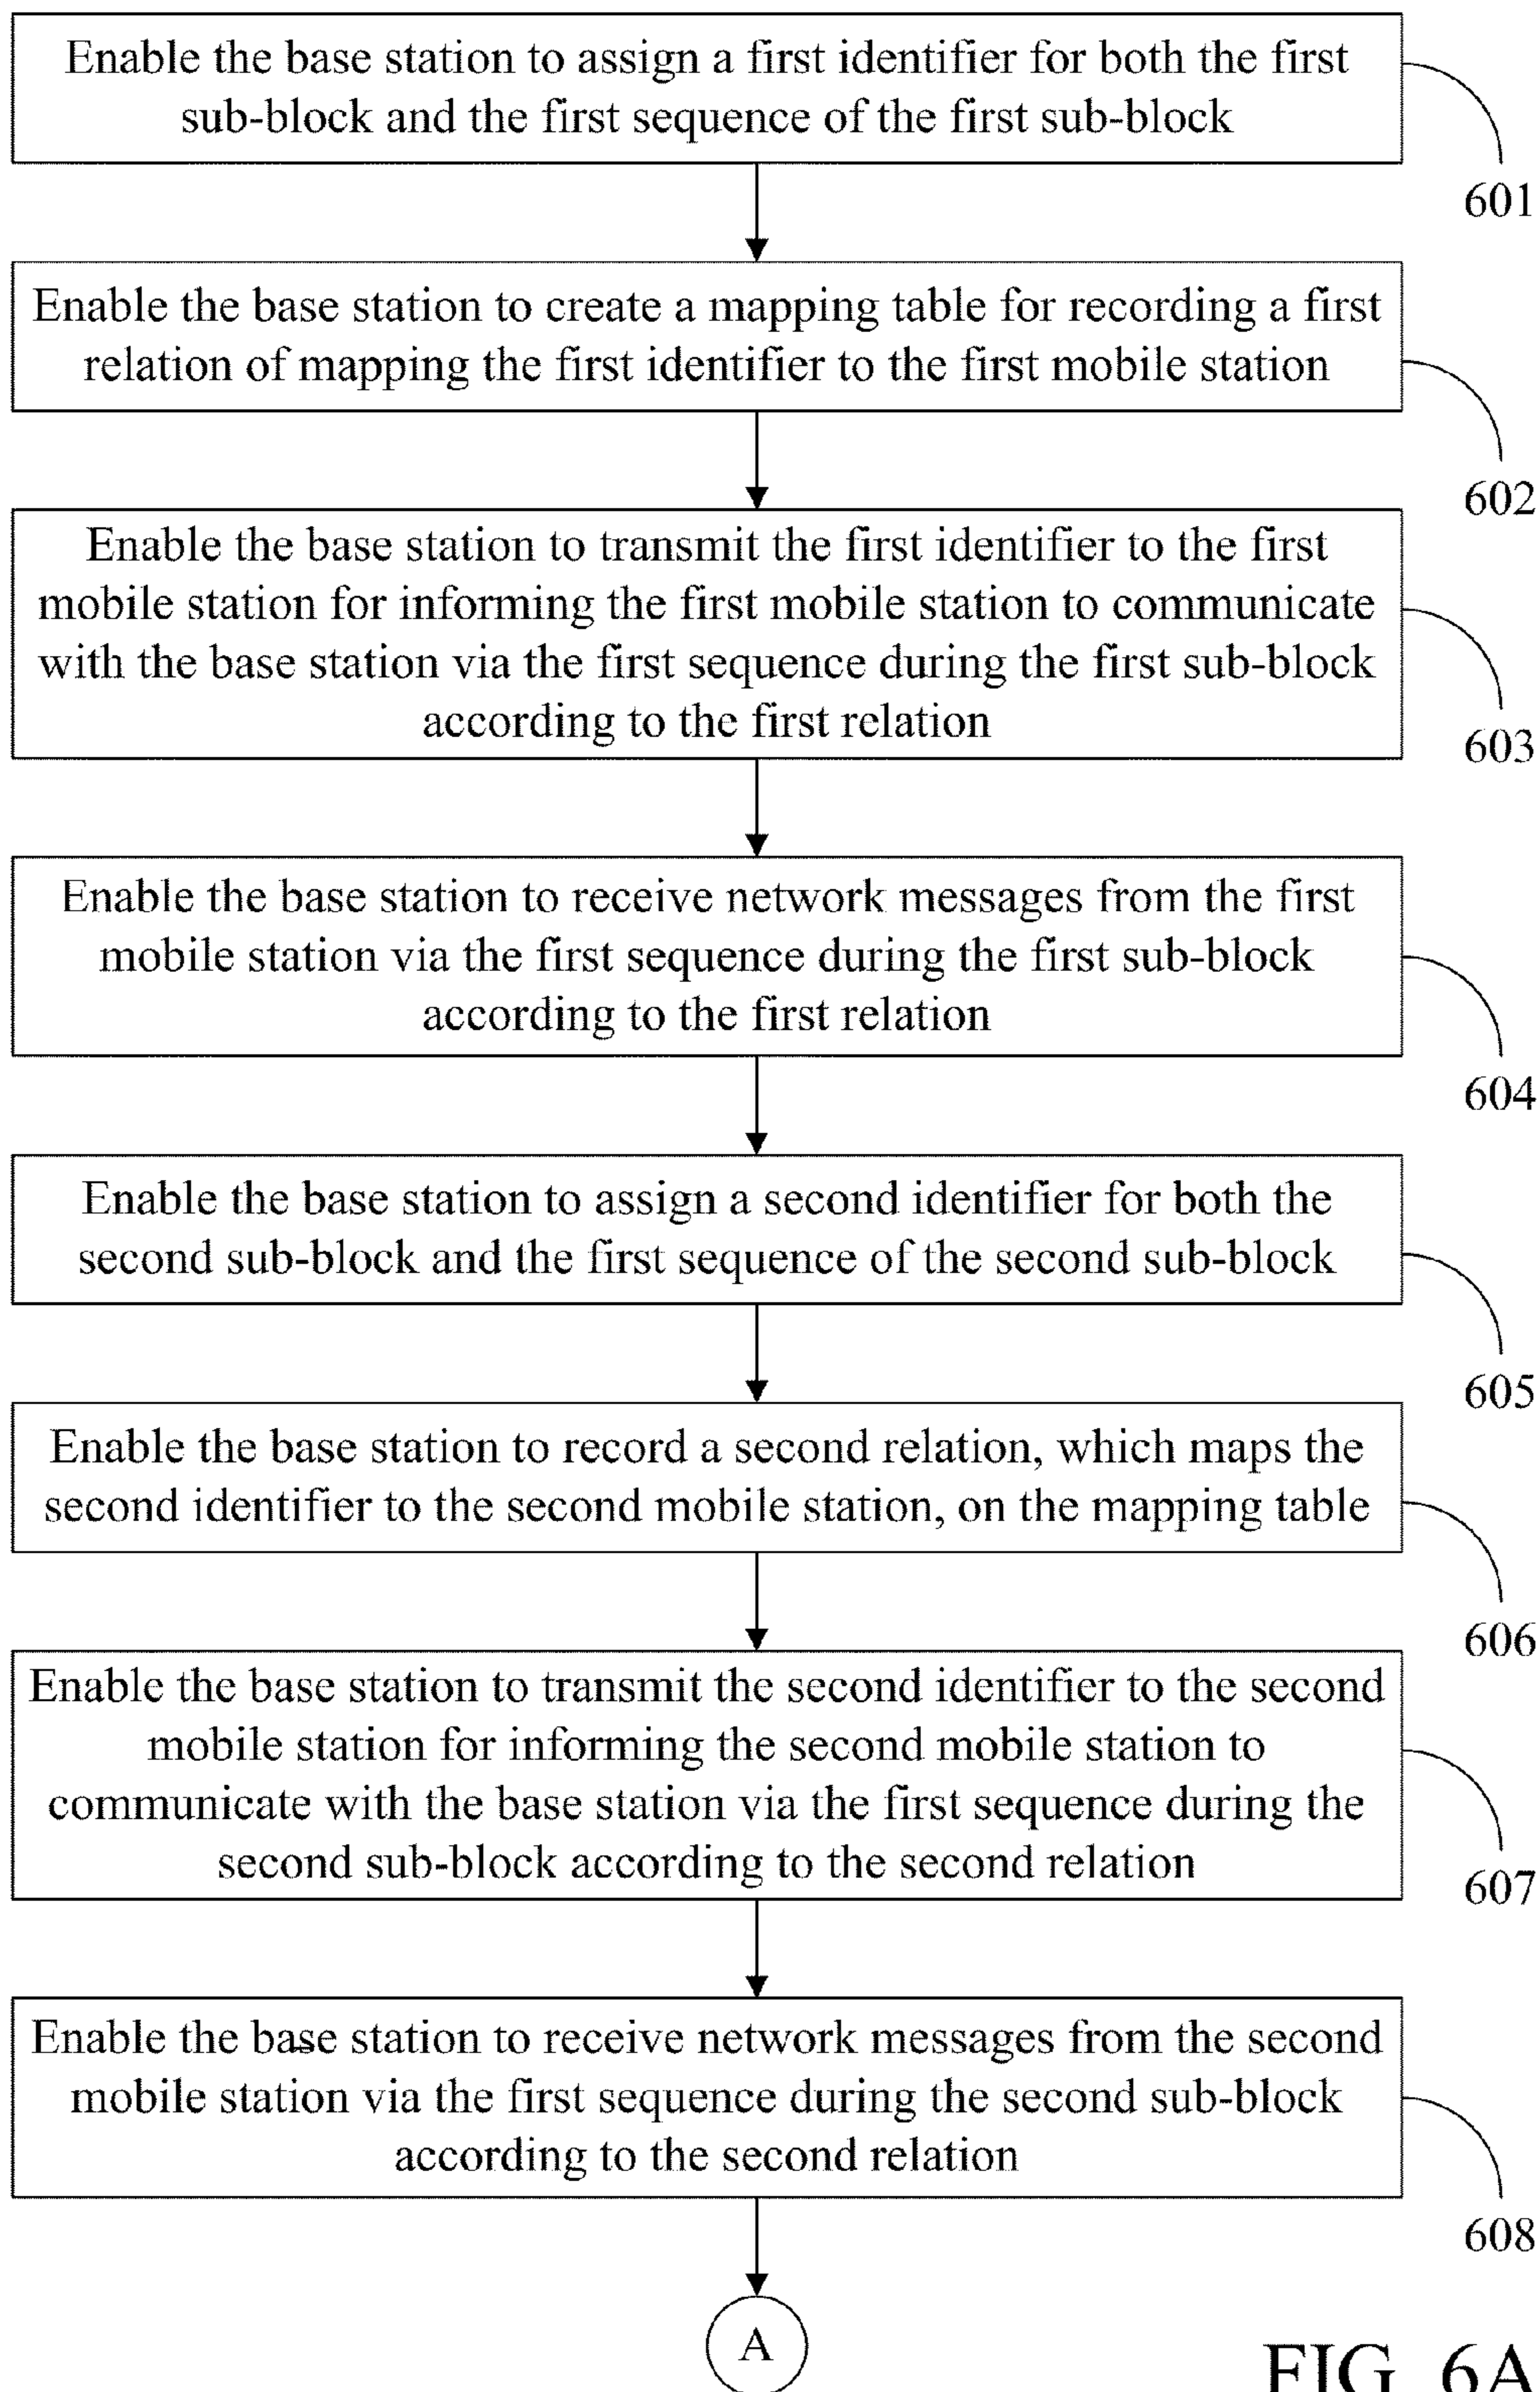 Enable the base station to assign a first identifier for both the first
sub-block and the first sequence of the first sub-block
601
Enable the base station to create a mapping table for recording a first
relation of mapping the first identifier to the first mobile station
602
Enable the base station to transmit the first identifier to the first
mobile station for informing the first mobile station to communicate
with the base station via the first sequence during the first sub-block
according to the first relation
603
Enable the base station to receive network messages from the first
mobile station via the first sequence during the first sub-block
according to the first relation
604
Enable the base station to assign a second identifier for both the
second sub-block and the first sequence of the second sub-block
605
Enable the base station to record a second relation, which maps the
second identifier to the second mobile station, on the mapping table
606
Enable the base station to transmit the second identifier to the second
mobile station for informing the second mobile station to
communicate with the base station via the first sequence during the
second sub-block according to the second relation
607
Enable the base station to receive network messages from the second
mobile station via the first sequence during the second sub-block
according to the second relation
608
A
FIG. 6A